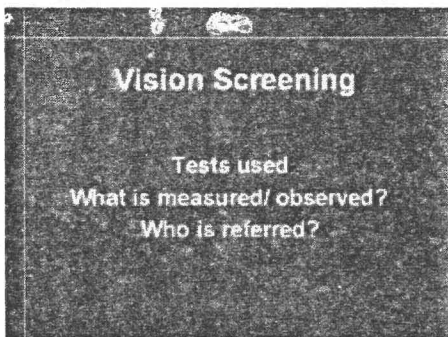 Vision Screening
Tests used
What is measured/ observed?
Who is referred?